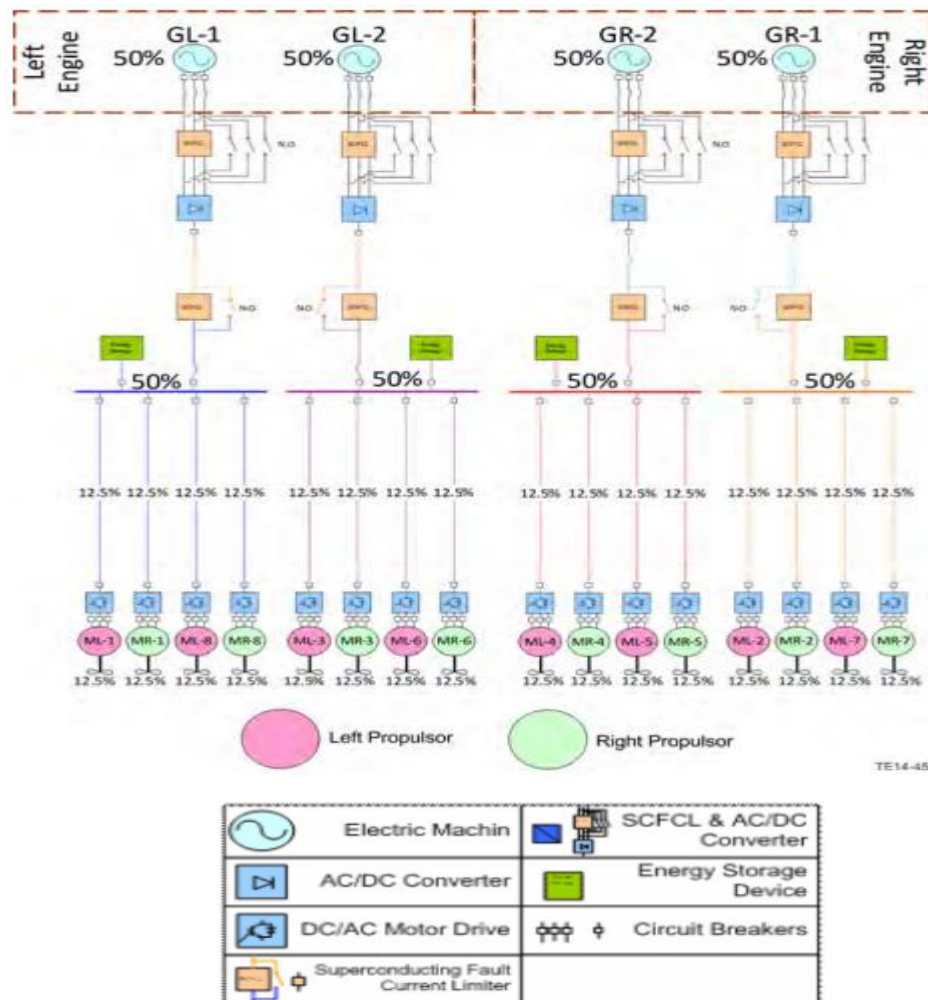 Left Engine
GL-1
GL-2
GR-2
GR-1
Right Engine
50% 50% 50% 50%
N.O
N.O
N.O N.O N.O N.O
50% 50% 50% 50%
12.5% 12.5% 12.5% 12.5% 12.5% 12.5% 12.5% 12.5% 12.5% 12.5% 12.5% 12.5% 12.5% 12.5% 12.5% 12.5%
ML-1 MR-1 ML-8 MR-8 ML-3 MR-3 ML-6 MR-6 ML-4 MR-4 ML-5 MR-5 ML-2 MR-2 ML-7 MR-7
12.5% 12.5% 12.5% 12.5% 12.5% 12.5% 12.5% 12.5% 12.5% 12.5% 12.5% 12.5% 12.5% 12.5% 12.5% 12.5%
Left Propulsor
Right Propulsor
TE14-45
Electric Machin
SCFCL & AC/DC
Converter
AC/DC Converter
Energy Storage
Device
DC/AC Motor Drive
Circuit Breakers
Superconducting Fault
Current Limiter